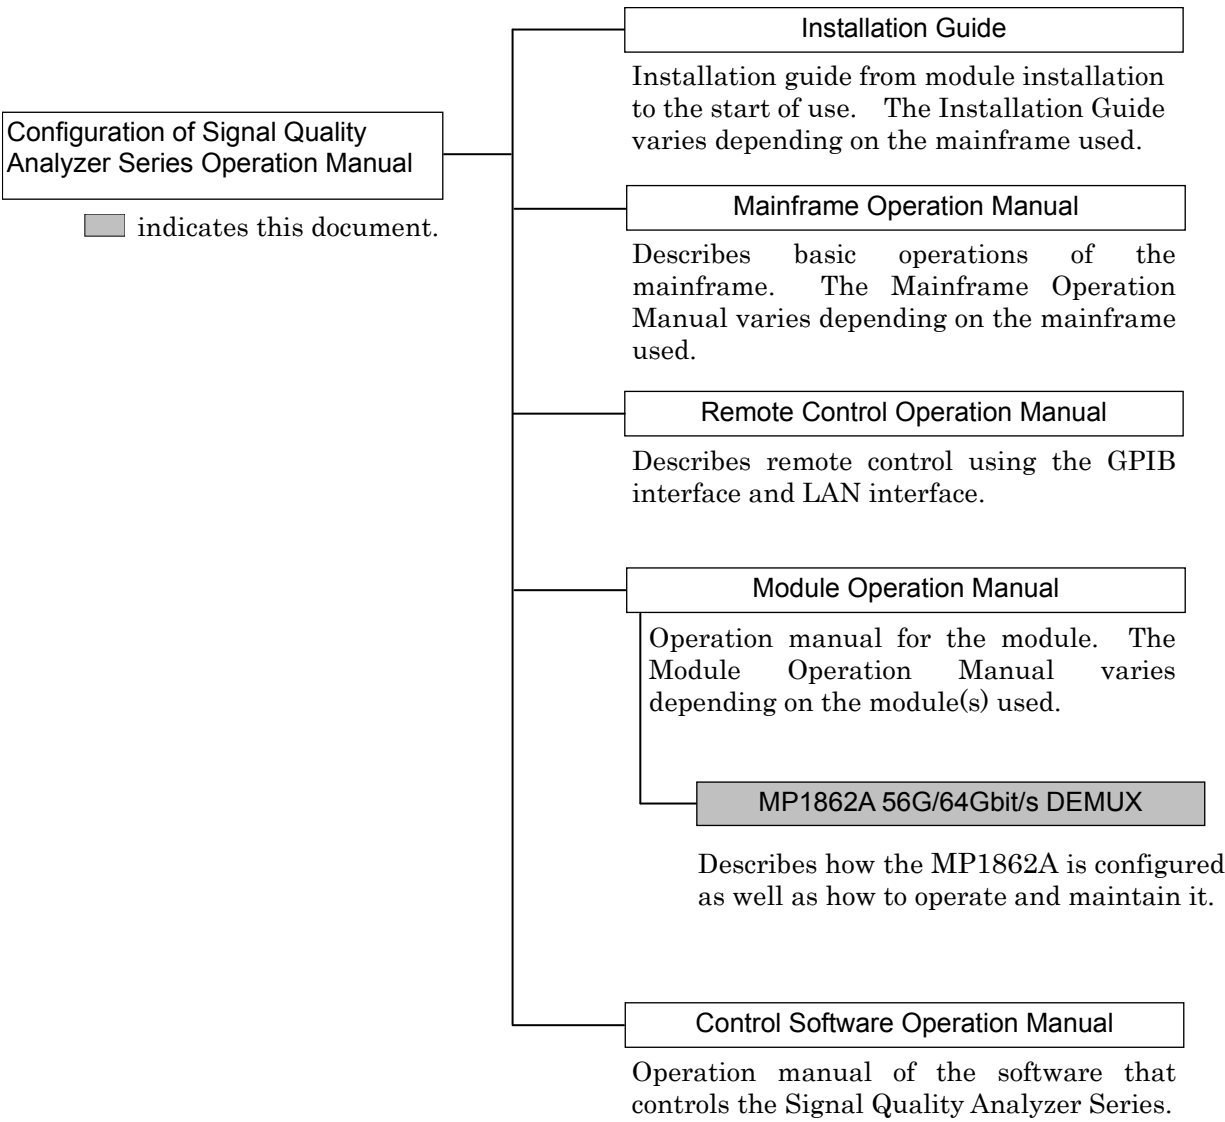 Configuration of Signal Quality
Analyzer Series Operation Manual
indicates this document.
Installation Guide
Installation guide from module installation
to the start of use. The Installation Guide
varies depending on the mainframe used.
Mainframe Operation Manual
Describes basic operations of the
mainframe. The Mainframe Operation
Manual varies depending on the mainframe
used.
Remote Control Operation Manual
Describes remote control using the GPIB
interface and LAN interface.
Module Operation Manual
Operation manual for the module. The
Module Operation Manual varies
depending on the module(s) used.
MP1862A 56G/64Gbit/s DEMUX
Describes how the MP1862A is configured
as well as how to operate and maintain it.
Control Software Operation Manual
Operation manual of the software that
controls the Signal Quality Analyzer Series.